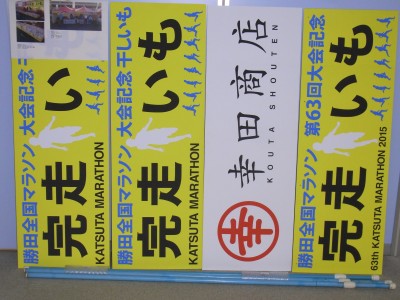 勝田全国マラソン 大会記念 干
完走 い
KATSUTA MARATHON
勝田全国マラソン 大会記念 干しいも
完走 いも
KATSUTA MARATHON
幸田商店
KOUTA SHOUTEN
幸
勝田全国マラソン 第63回大会記念
完走 いも
63th KATSUTA MARATHON 2015